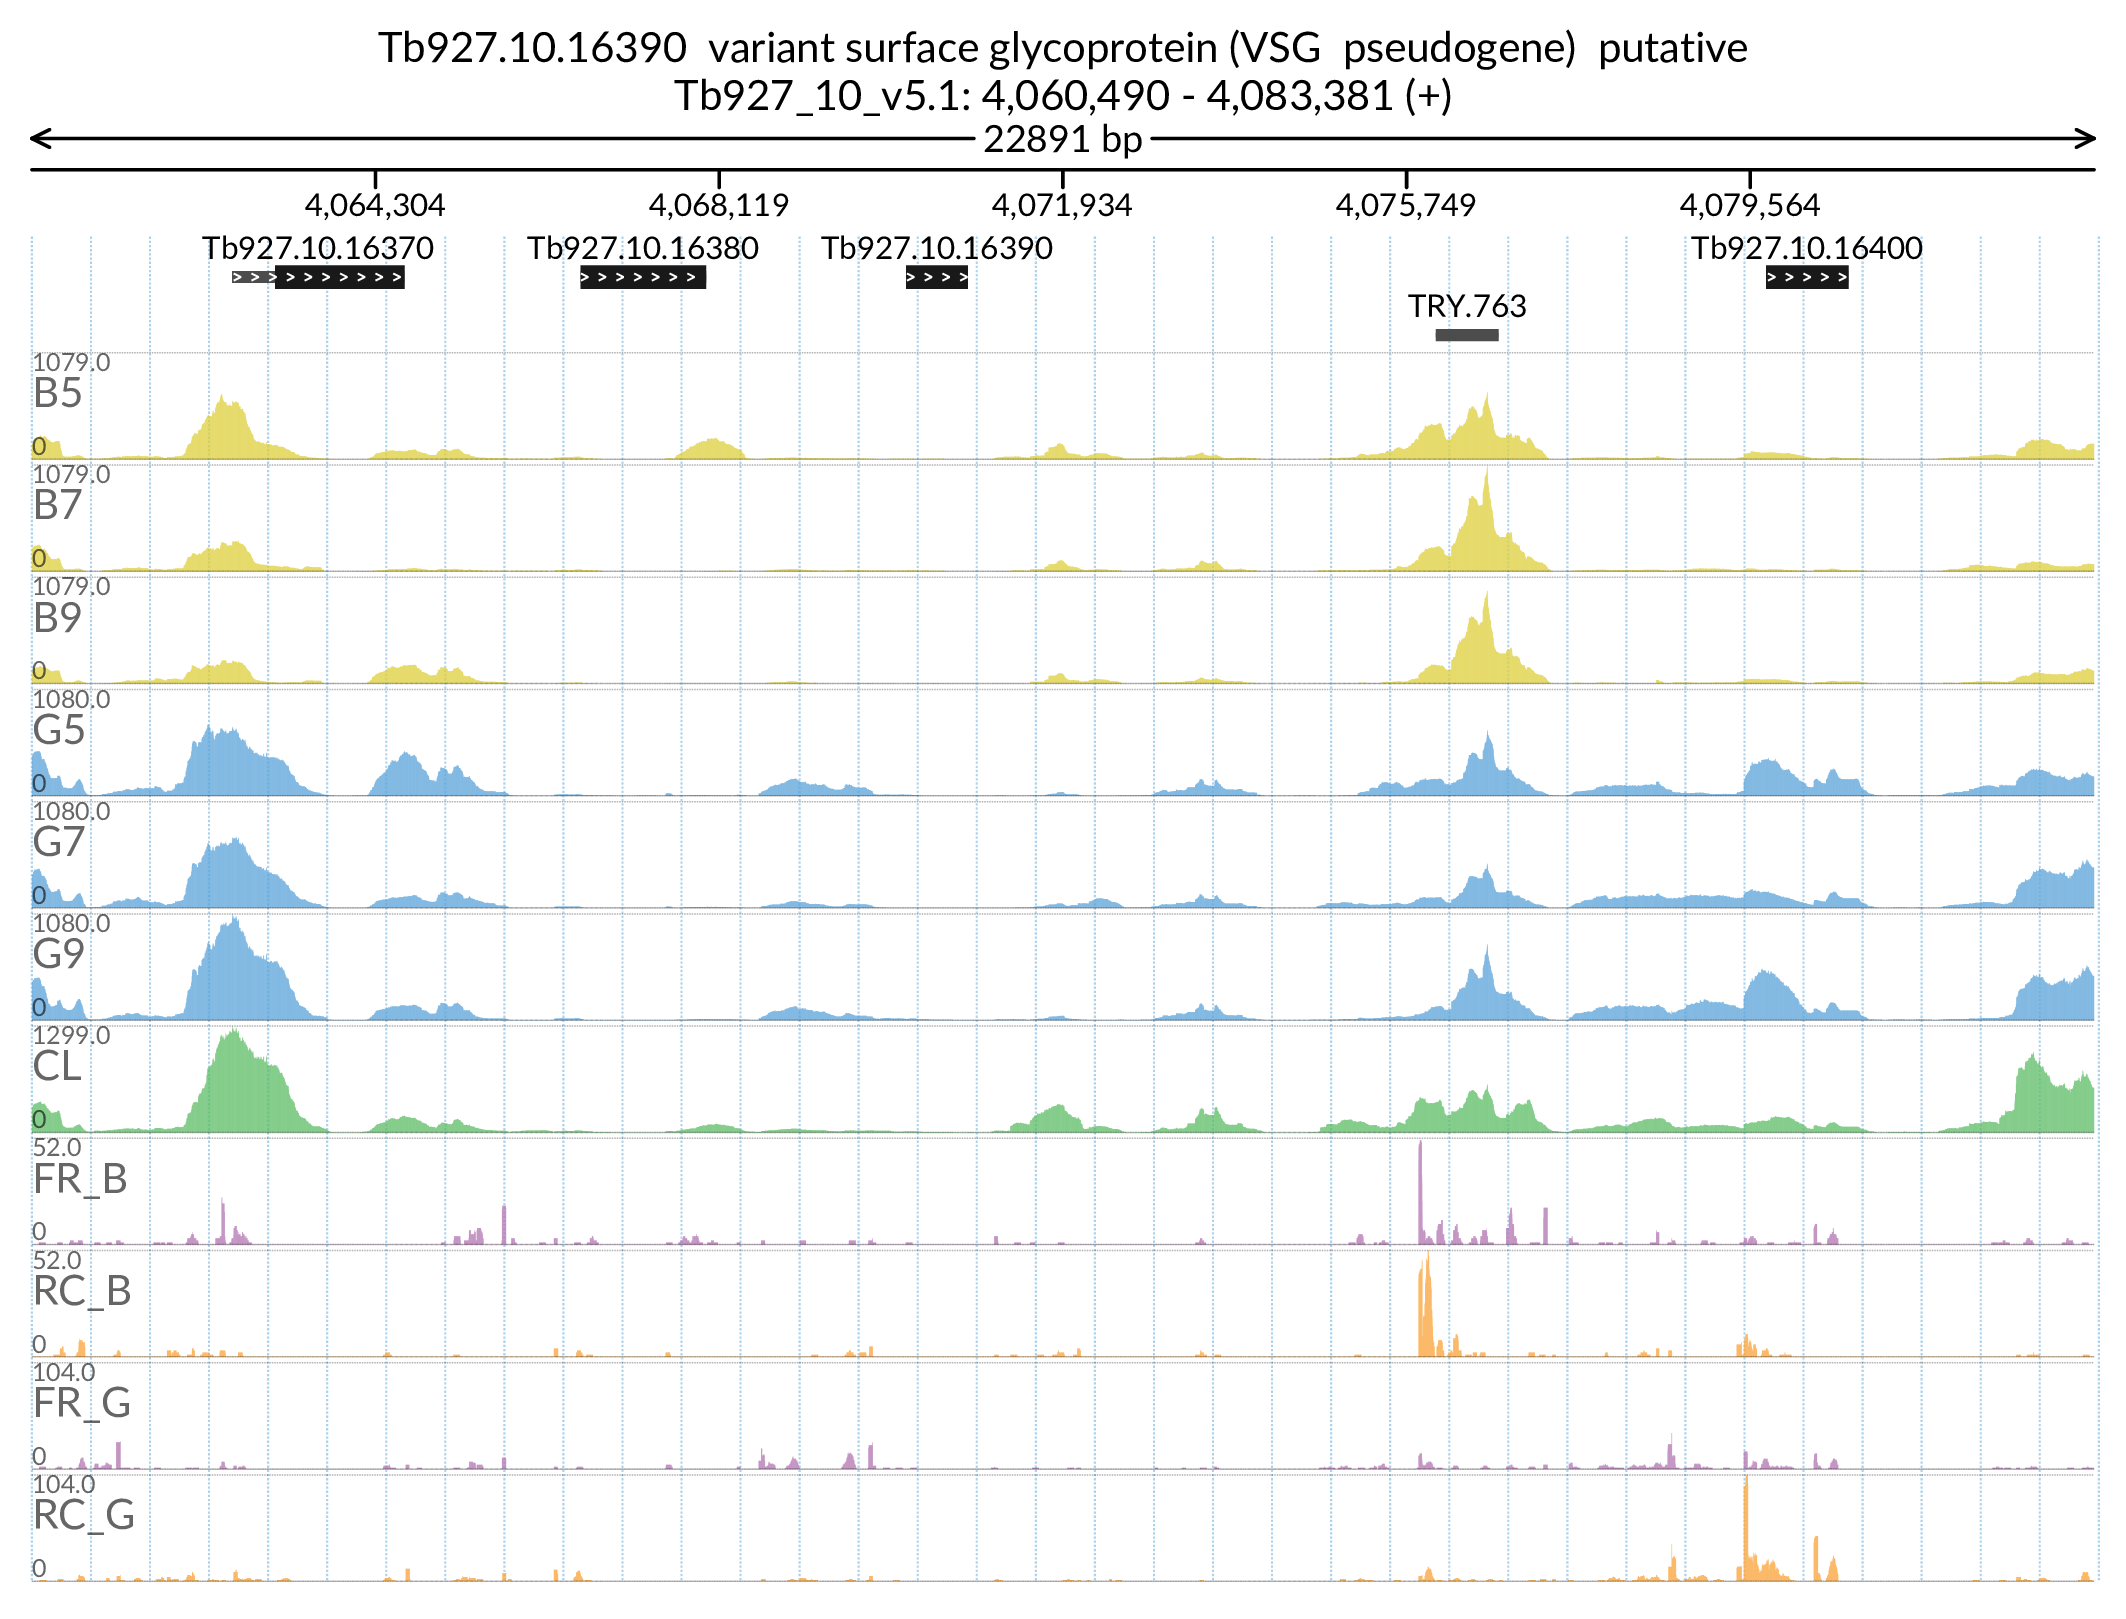 Tb927.10.16390 variant surface glycoprotein (VSG pseudogene) putative
Tb927_10_v5.1: 4,060,490 - 4,083,381 (+)
22891 bp
4,064,304 4,068,119 4,071,934 4,075,749 4,079,564
Tb927.10.16370 Tb927.10.16380 Tb927.10.16390 Tb927.10.16400
TRY.763
1079.0
B5
0
1079.0
B7
0
1079.0
B9
0
1080.0
G5
0
1080.0
G7
0
1080.0
G9
0
1299.0
CL
0
52.0
FR_B
0
52.0
RC_B
0
104.0
FR_G
0
104.0
RC_G
0